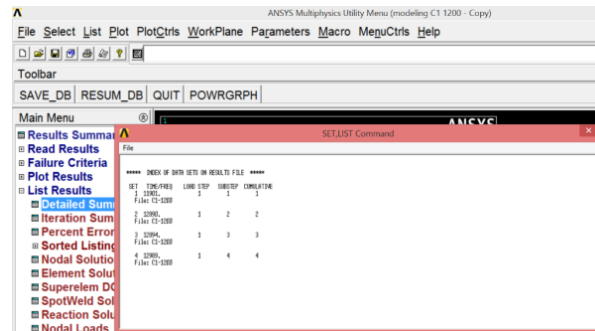 ANSYS Multiphysics Utility Menu (modeling C1 1200 - Copy)
File Select List Plot PlotCtrls WorkPlane Parameters Macro MenuCtrls Help
Toolbar
SAVE_DB RESUM_DB QUIT POWRGRPH
Main Menu
ANSYS
Results Summa
SET,LIST Command
Read Results
File
Failure Criteria
Plot Results
List Results
Detailed Sum
Iteration Sum
Percent Error
Sorted Listing
Nodal Solutio
Element Solu
Superelem DO
SpotWeld Sol
Reaction Solu
Nodal Loads
***** INDEX OF DATA SETS ON RESULTS FILE *****
SET TIME/FREQ LOAD STEP SUBSTEP CUMULATIVE
1 1 1 1
File: C1-1200
2 1 2 2
File: C1-1200
3 1 3 3
File: C1-1200
4 1 4 4
File: C1-1200